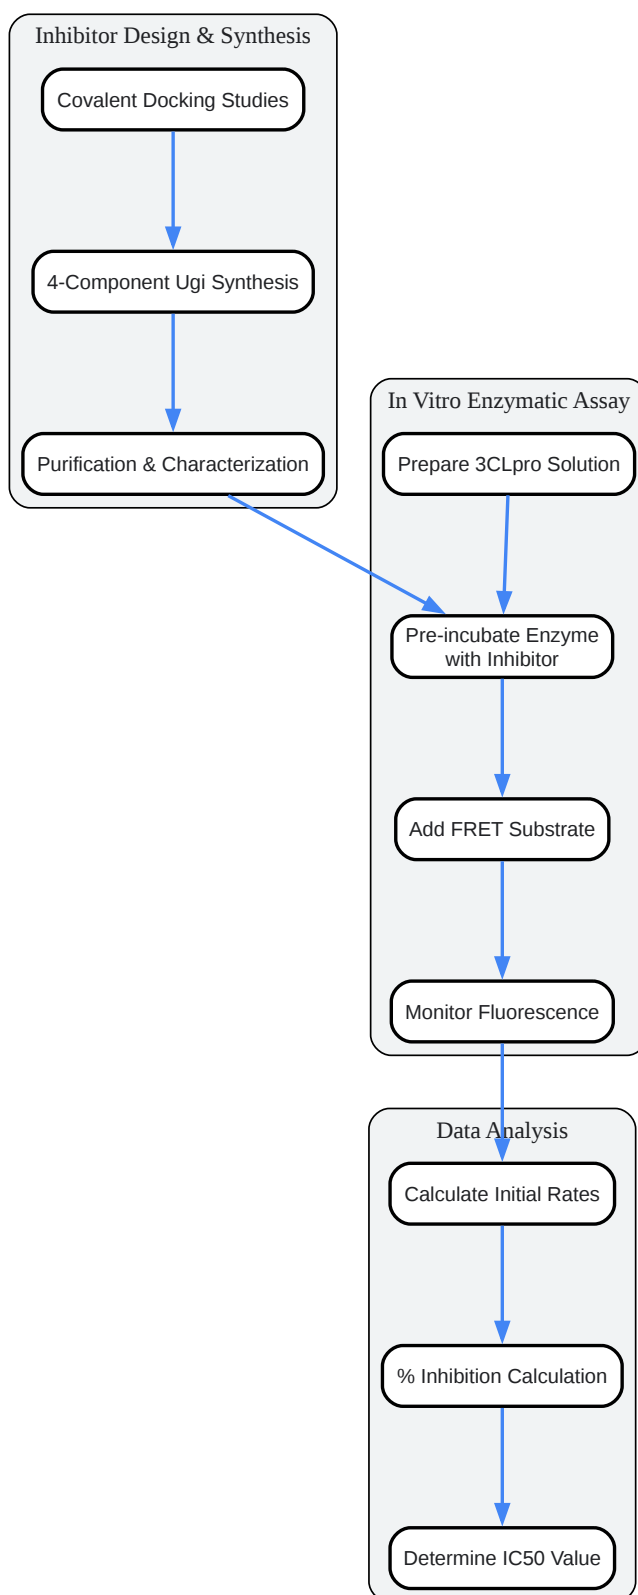 Inhibitor Design & Synthesis
Covalent Docking Studies
4-Component Ugi Synthesis
Purification & Characterization
In Vitro Enzymatic Assay
Prepare 3CLpro Solution
Pre-incubate Enzyme
with Inhibitor
Add FRET Substrate
Monitor Fluorescence
Data Analysis
Calculate Initial Rates
% Inhibition Calculation
Determine IC50 Value